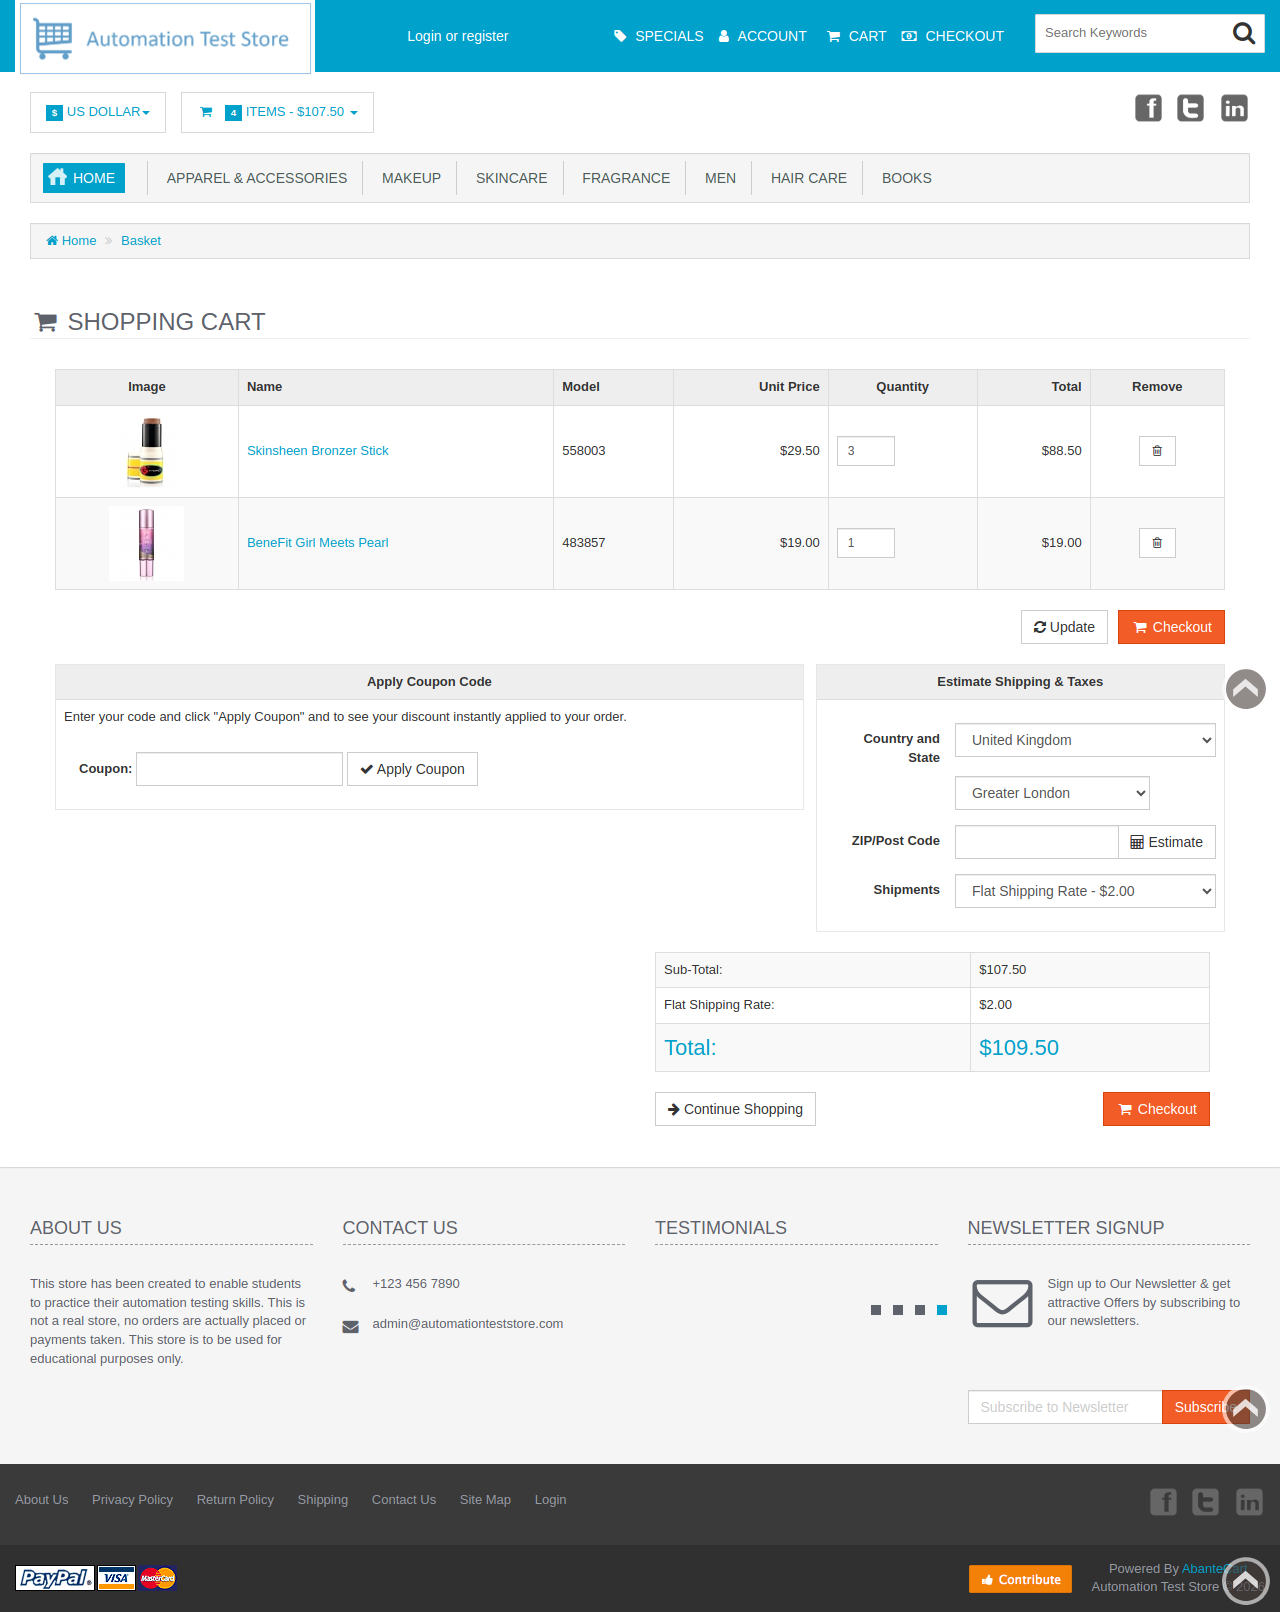 Automation Test Store
Login or register
SPECIALS ACCOUNT CART CHECKOUT
Search Keywords
$ US DOLLAR
4 ITEMS - $107.50
f t in
HOME APPAREL & ACCESSORIES MAKEUP SKINCARE FRAGRANCE MEN HAIR CARE BOOKS
Home » Basket
SHOPPING CART
Image Name Model Unit Price Quantity Total Remove
Skinsheen Bronzer Stick 558003 $29.50 3 $88.50
BeneFit Girl Meets Pearl 483857 $19.00 1 $19.00
Update Checkout
Apply Coupon Code
Enter your code and click "Apply Coupon" and to see your discount instantly applied to your order.
Coupon: Apply Coupon
Estimate Shipping & Taxes
Country and State United Kingdom
Greater London
ZIP/Post Code Estimate
Shipments Flat Shipping Rate - $2.00
Sub-Total: $107.50
Flat Shipping Rate: $2.00
Total: $109.50
Continue Shopping Checkout
ABOUT US
This store has been created to enable students
to practice their automation testing skills. This is
not a real store, no orders are actually placed or
payments taken. This store is to be used for
educational purposes only.
CONTACT US
+123 456 7890
admin@automationteststore.com
TESTIMONIALS
NEWSLETTER SIGNUP
Sign up to Our Newsletter & get
attractive Offers by subscribing to
our newsletters.
Subscribe to Newsletter Subscribe
About Us Privacy Policy Return Policy Shipping Contact Us Site Map Login
f t in
PayPal VISA MasterCard
Contribute
Powered By AbanteCart
Automation Test Store © 2026